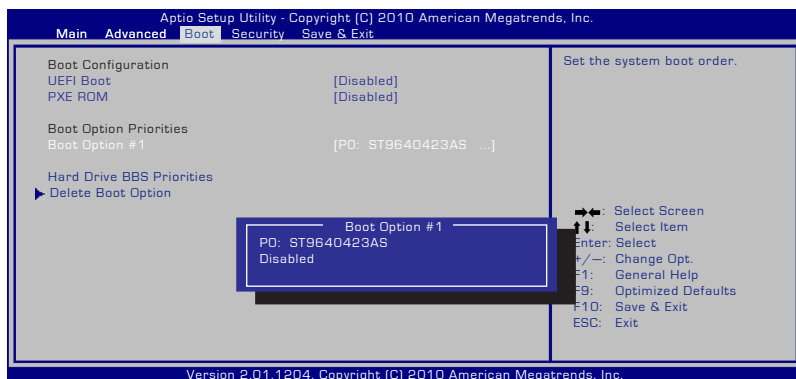 Aptio Setup Utility - Copyright (C) 2010 American Megatrends, Inc.
Main Advanced Boot Security Save & Exit
Boot Configuration
UEFI Boot [Disabled]
PXE ROM [Disabled]
Boot Option Priorities
Boot Option #1 [P0: ST9640423AS ...]
Hard Drive BBS Priorities
Delete Boot Option
Boot Option #1
P0: ST9640423AS
Disabled
Set the system boot order.
: Select Screen
: Select Item
Enter: Select
+/—: Change Opt.
F1: General Help
F9: Optimized Defaults
F10: Save & Exit
ESC: Exit
Version 2.01.1204. Copyright (C) 2010 American Megatrends, Inc.